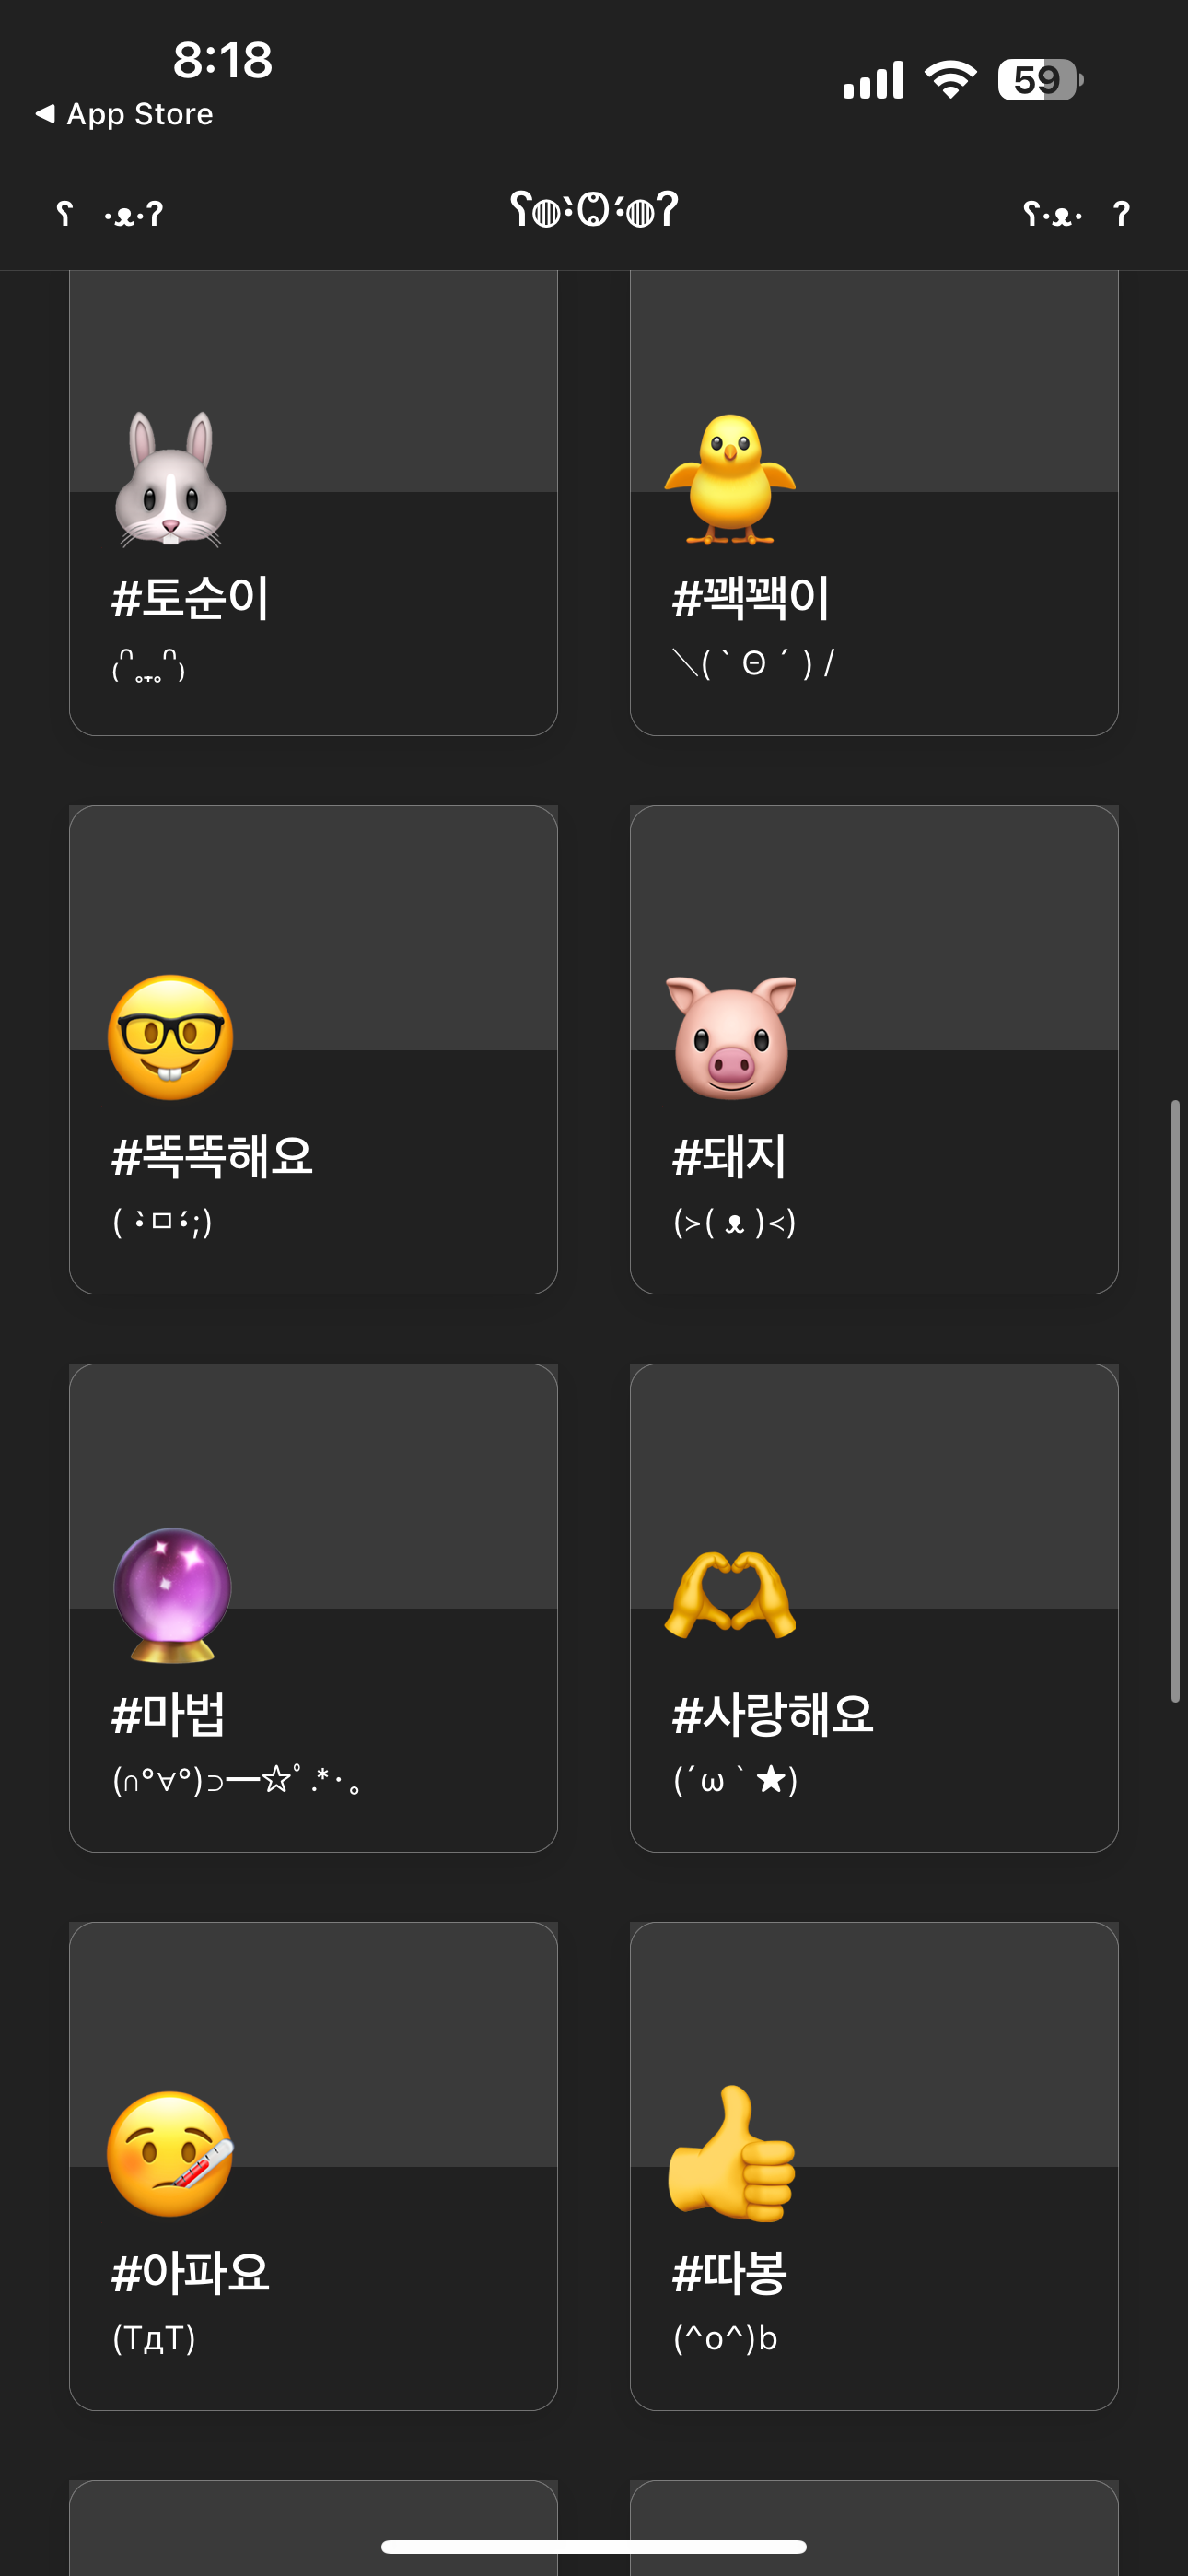 8:18
59
◀ App Store
ʕ ·ᴥ·ʔ
ʕ◍·̀Ꙫ·́◍ʔ
ʕ·ᴥ· ʔ
#토순이
#꽥꽥이
( ᩚ ｡ ̫｡ ᩚ )
＼( ｀ Θ ´ ) /
#똑똑해요
#돼지
( •̀ㅁ•́;)
(≻( ᴥ )≺)
#마법
#사랑해요
(∩°∀°)⊃━☆ﾟ.*･｡
(´ω｀★)
#아파요
#따봉
(TдT)
(^o^)b